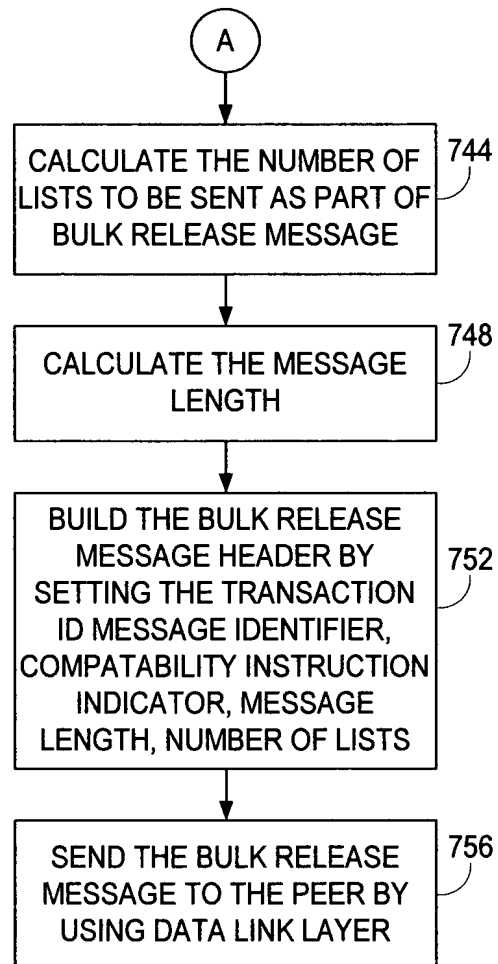 A
CALCULATE THE NUMBER OF
LISTS TO BE SENT AS PART OF
BULK RELEASE MESSAGE
744
CALCULATE THE MESSAGE
LENGTH
748
BUILD THE BULK RELEASE
MESSAGE HEADER BY
SETTING THE TRANSACTION
ID MESSAGE IDENTIFIER,
COMPATABILITY INSTRUCTION
INDICATOR, MESSAGE
LENGTH, NUMBER OF LISTS
752
SEND THE BULK RELEASE
MESSAGE TO THE PEER BY
USING DATA LINK LAYER
756